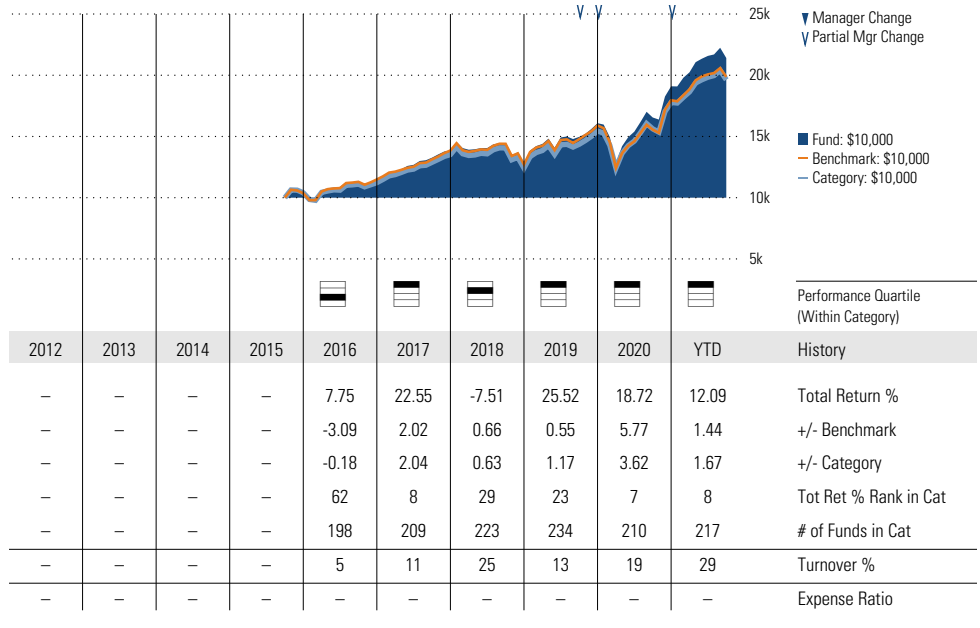 25k
▼ Manager Change
Partial Mgr Change
20k
15k
Fund: $10,000
Benchmark: $10,000
Category: $10,000
10k
5k
Performance Quartile
(Within Category)
2012 2013 2014 2015 2016 2017 2018 2019 2020 YTD History
– – – – 7.75 22.55 -7.51 25.52 18.72 12.09 Total Return %
– – – – -3.09 2.02 0.66 0.55 5.77 1.44 +/- Benchmark
– – – – -0.18 2.04 0.63 1.17 3.62 1.67 +/- Category
– – – – 62 8 29 23 7 8 Tot Ret % Rank in Cat
– – – – 198 209 223 234 210 217 # of Funds in Cat
– – – – 5 11 25 13 19 29 Turnover %
– – – – – – – – – – Expense Ratio